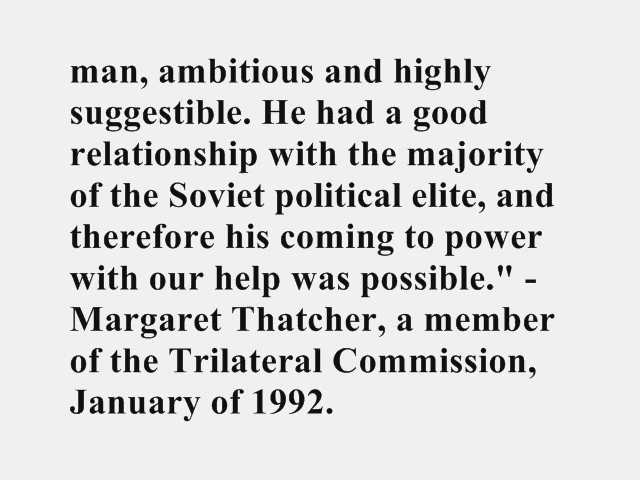 man, ambitious and highly
suggestible. He had a good
relationship with the majority
of the Soviet political elite, and
therefore his coming to power
with our help was possible." -
Margaret Thatcher, a member
of the Trilateral Commission,
January of 1992.